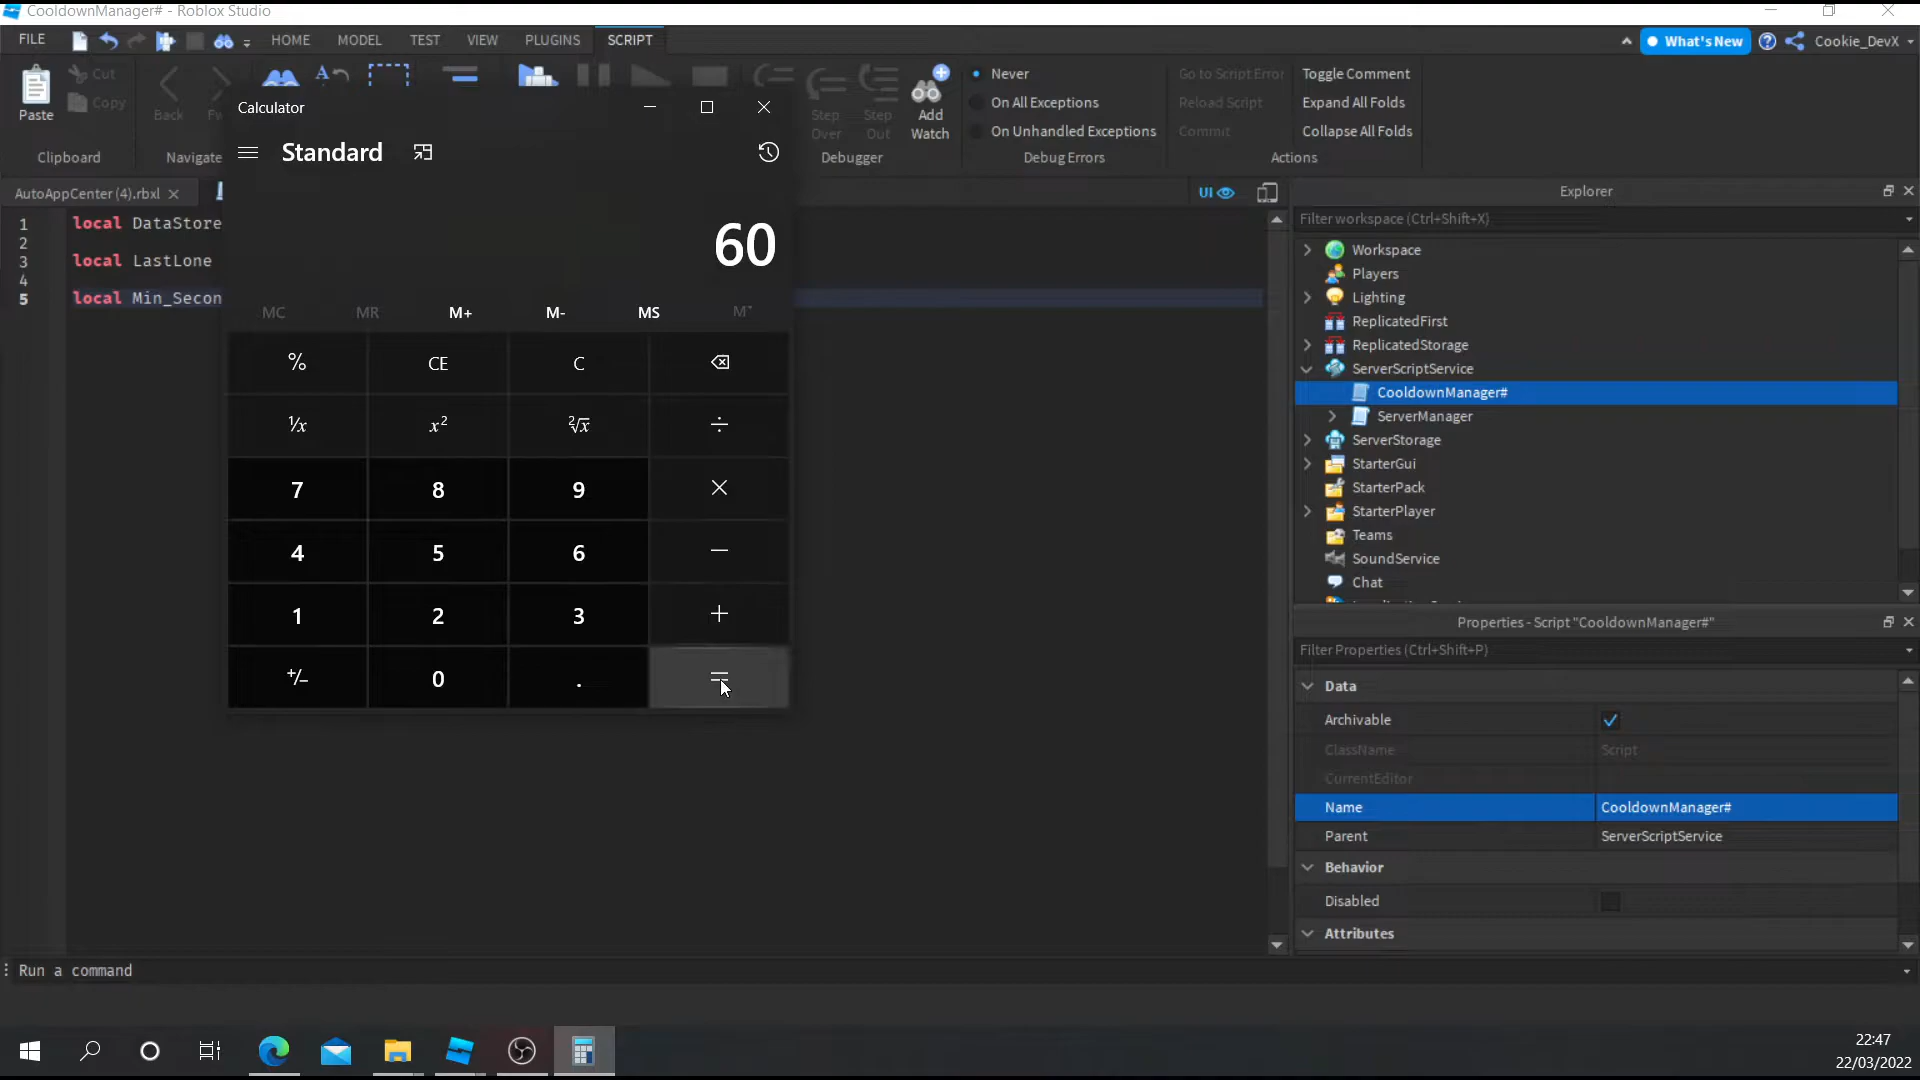 CooldownManager# - Roblox Studio
FILE
HOME
MODEL
TEST
VIEW
PLUGINS
SCRIPT
What's New
Cookie_DevX
Paste
Cut
Copy
Clipboard
Back
Navigate
Step Over
Step Out
Debugger
Add Watch
Never
On All Exceptions
On Unhandled Exceptions
Debug Errors
Go to Script Error
Reload Script
Commit
Toggle Comment
Expand All Folds
Collapse All Folds
Actions
AutoAppCenter (4).rbxl
UI
1 local DataStore
2
3 local LastLone
4
5 local Min_Secon
Calculator
Standard
60
MC MR M+ M- MS M˅
% CE C
¹/x x² ²√x ÷
7 8 9 ×
4 5 6 −
1 2 3 +
+/− 0 . =
Explorer
Filter workspace (Ctrl+Shift+X)
Workspace
Players
Lighting
ReplicatedFirst
ReplicatedStorage
ServerScriptService
CooldownManager#
ServerManager
ServerStorage
StarterGui
StarterPack
StarterPlayer
Teams
SoundService
Chat
Properties - Script "CooldownManager#"
Filter Properties (Ctrl+Shift+P)
Data
Archivable
ClassName Script
CurrentEditor
Name CooldownManager#
Parent ServerScriptService
Behavior
Disabled
Attributes
Run a command
22:47
22/03/2022